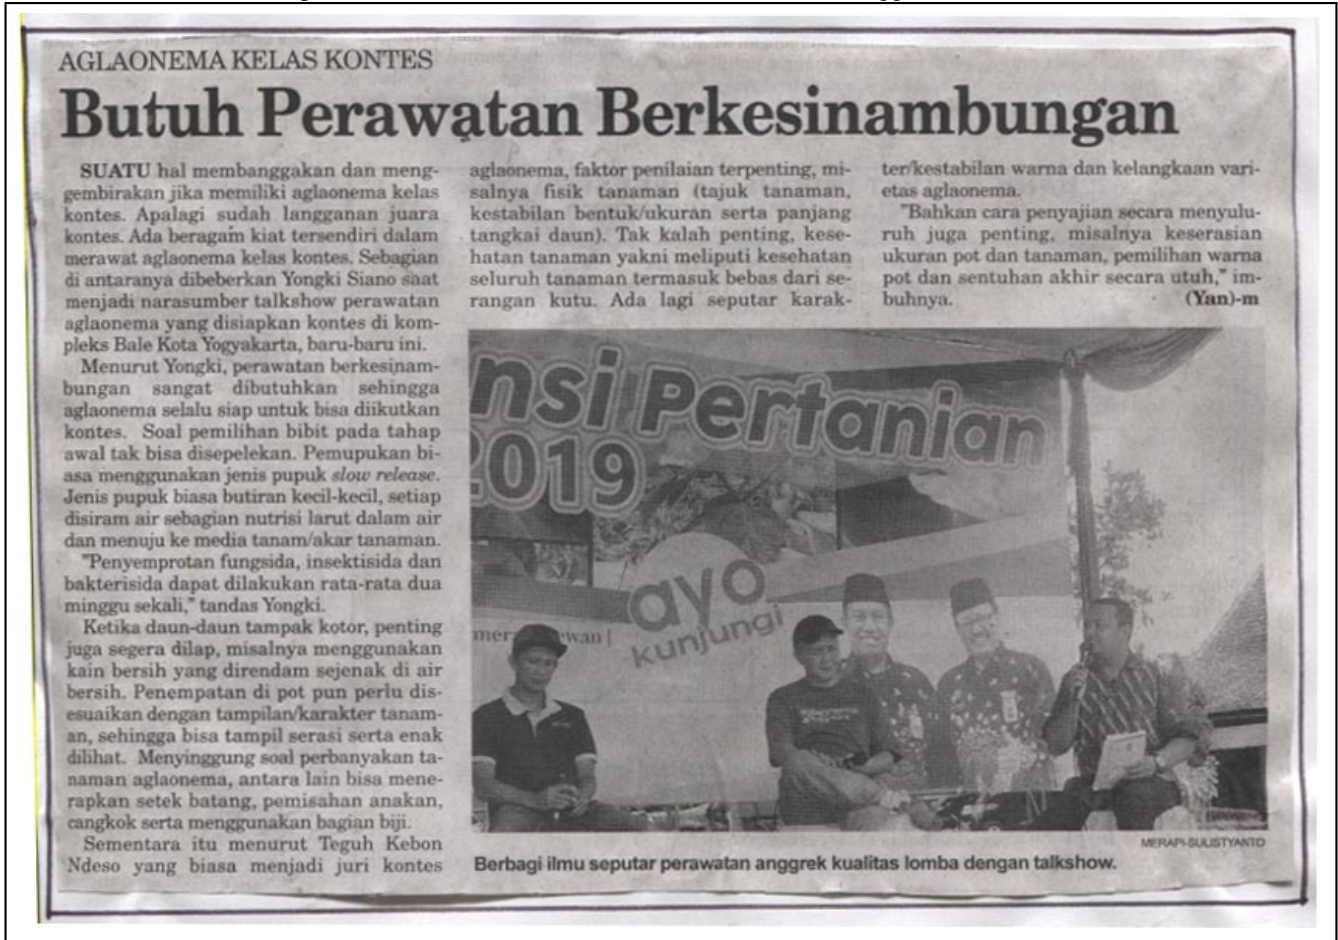 AGLAONEMA KELAS KONTES
Butuh Perawatan Berkesinambungan
SUATU hal membanggakan dan meng-
gembirakan jika memiliki aglaonema kelas
kontes. Apalagi sudah langganan juara
kontes. Ada beragam kiat tersendiri dalam
merawat aglaonema kelas kontes. Sebagian
di antaranya dibeberkan Yongki Siano saat
menjadi narasumber talkshow perawatan
aglaonema yang disiapkan kontes di kom-
pleks Bale Kota Yogyakarta, baru-baru ini.
Menurut Yongki, perawatan berkesinam-
bungan sangat dibutuhkan sehingga
aglaonema selalu siap untuk bisa diikutkan
kontes. Soal pemilihan bibit pada tahap
awal tak bisa disepelekan. Pemupukan bi-
asa menggunakan jenis pupuk slow release.
Jenis pupuk biasa butiran kecil-kecil, setiap
disiram air sebagian nutrisi larut dalam air
dan menuju ke media tanam/akar tanaman.
"Penyemprotan fungsida, insektisida dan
bakterisida dapat dilakukan rata-rata dua
minggu sekali," tandas Yongki.
Ketika daun-daun tampak kotor, penting
juga segera dilap, misalnya menggunakan
kain bersih yang direndam sejenak di air
bersih. Penempatan di pot pun perlu dis-
esuaikan dengan tampilan/karakter tanam-
an, sehingga bisa tampil serasi serta enak
dilihat. Menyinggung soal perbanyakan ta-
naman aglaonema, antara lain bisa mene-
rapkan setek batang, pemisahan anakan,
cangkok serta menggunakan bagian biji.
Sementara itu menurut Teguh Kebon
Ndeso yang biasa menjadi juri kontes
aglaonema, faktor penilaian terpenting, mi-
salnya fisik tanaman (tajuk tanaman,
kestabilan bentuk/ukuran serta panjang
tangkai daun). Tak kalah penting, kese-
hatan tanaman yakni meliputi kesehatan
seluruh tanaman termasuk bebas dari se-
rangan kutu. Ada lagi seputar karak-
ter/kestabilan warna dan kelangkaan vari-
etas aglaonema.
"Bahkan cara penyajian secara menyulu-
ruh juga penting, misalnya keserasian
ukuran pot dan tanaman, pemilihan warna
pot dan sentuhan akhir secara utuh," im-
buhnya. (Yan)-m
nsi Pertanian
2019
ayo
kunjungi
MERAPI-SULISTYANTO
Berbagi ilmu seputar perawatan anggrek kualitas lomba dengan talkshow.